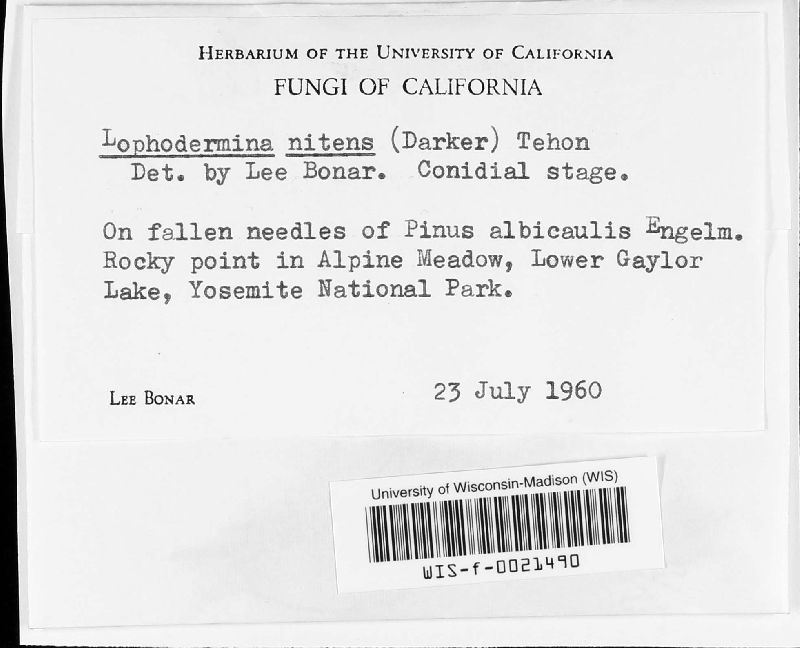 HERBARIUM OF THE UNIVERSITY OF CALIFORNIA
FUNGI OF CALIFORNIA
Lophodermina nitens (Darker) Tehon
Det. by Lee Bonar. Conidial stage.
On fallen needles of Pinus albicaulis Engelm.
Rocky point in Alpine Meadow, Lower Gaylor
Lake, Yosemite National Park.
LEE BONAR
23 July 1960
University of Wisconsin-Madison (WIS)
WIS-f-0021490